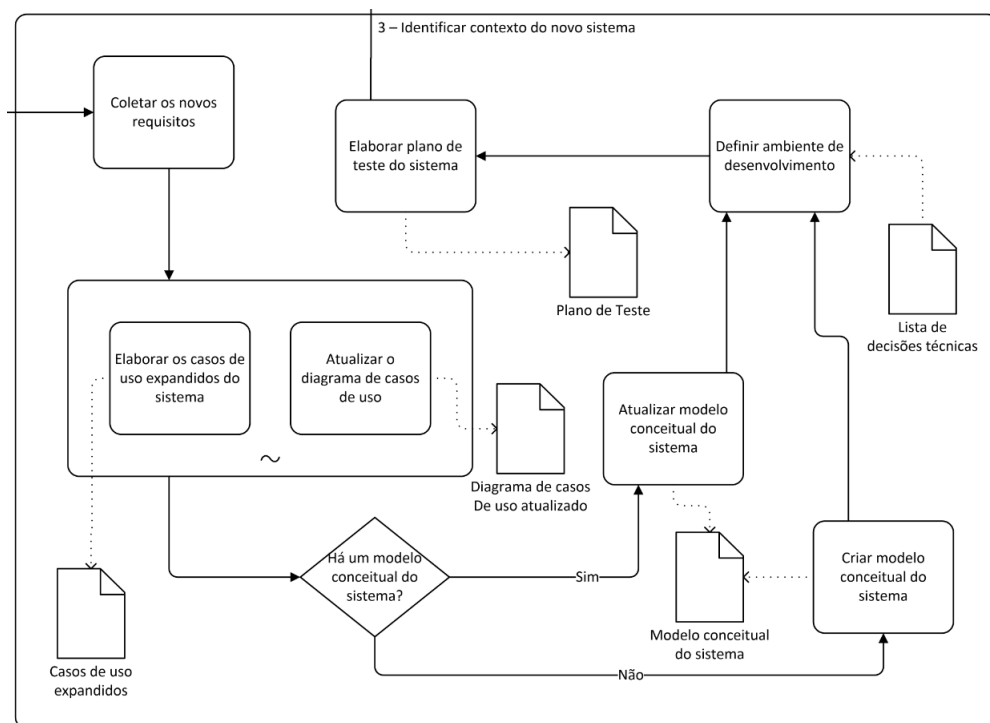 3 – Identificar contexto do novo sistema
Coletar os novos
requisitos
Elaborar plano de
teste do sistema
Definir ambiente de
desenvolvimento
Plano de Teste
Lista de
decisões técnicas
Elaborar os casos de
uso expandidos do
sistema
Atualizar o
diagrama de casos
de uso
Diagrama de casos
De uso atualizado
Atualizar modelo
conceitual do
sistema
Há um modelo
conceitual do
sistema?
Sim
Criar modelo
conceitual do
sistema
Modelo conceitual
do sistema
Casos de uso
expandidos
Não